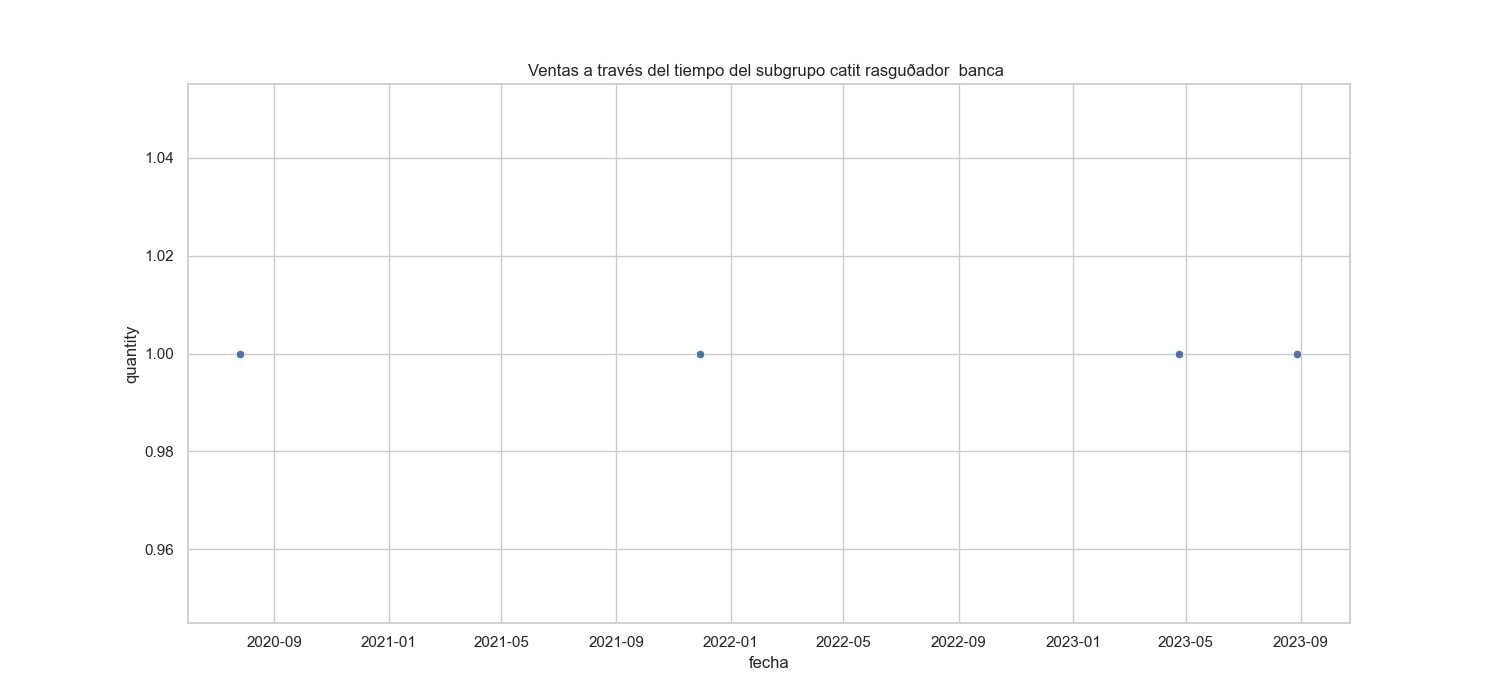 Ventas a través del tiempo del subgrupo catit rasguðador  banca
1.04
1.02
1.00
0.98
0.96
quantity
2020-09 2021-01 2021-05 2021-09 2022-01 2022-05 2022-09 2023-01 2023-05 2023-09
fecha